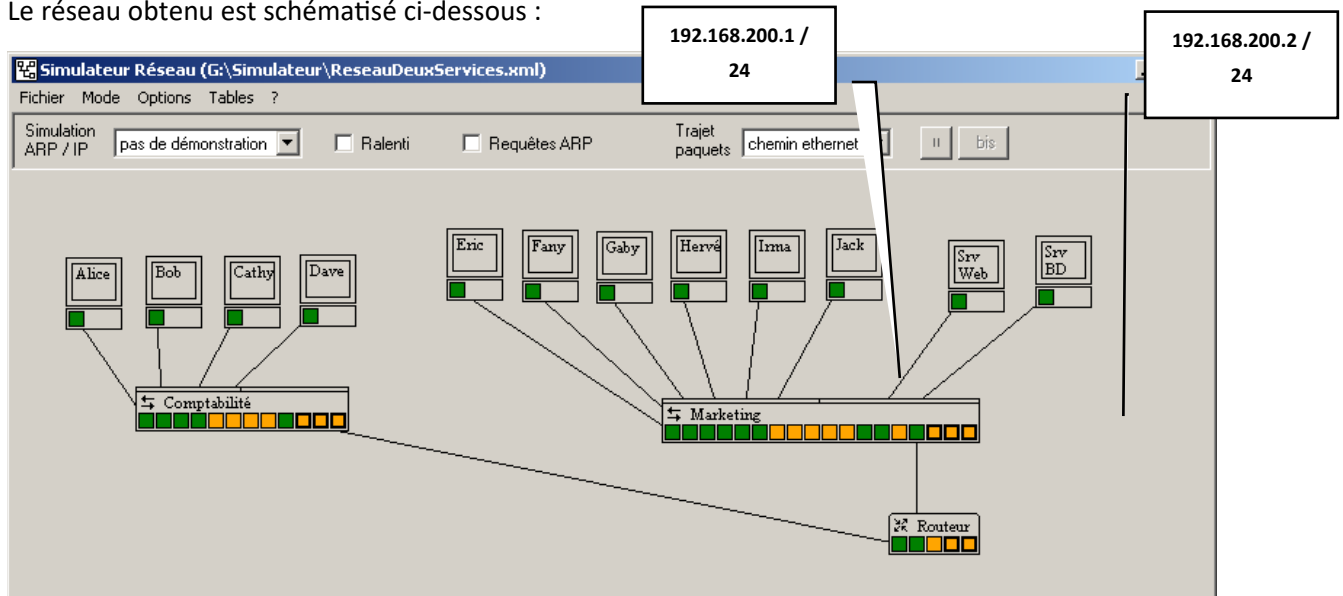 Le réseau obtenu est schématisé ci-dessous :
192.168.200.1 /
24
192.168.200.2 /
24
Simulateur Réseau (G:\Simulateur\ReseauDeuxServices.xml)
Fichier Mode Options Tables ?
Simulation
ARP / IP
pas de démonstration
Ralenti
Requêtes ARP
Trajet
paquets
chemin ethernet
II
bis
Alice
Bob
Cathy
Dave
Eric
Fany
Gaby
Hervé
Irma
Jack
Srv
Web
Srv
BD
Comptabilité
Marketing
Routeur